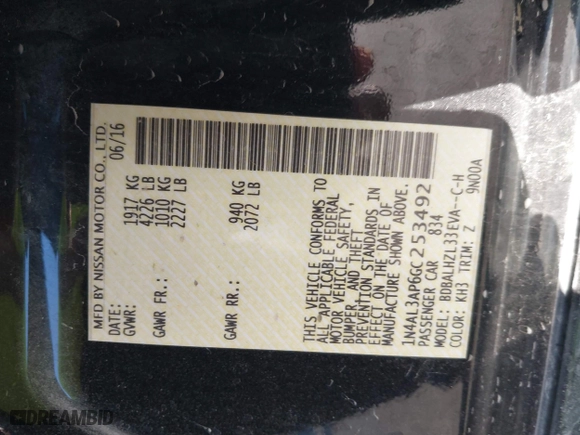 MFD BY NISSAN MOTOR CO., LTD.
DATE: 06/16
GVWR: 1917 KG
4226 LB
GAWR FR: 1010 KG
2227 LB
GAWR RR: 940 KG
2072 LB
THIS VEHICLE CONFORMS TO
ALL APPLICABLE FEDERAL
MOTOR VEHICLE SAFETY,
BUMPER, AND THEFT
PREVENTION STANDARDS IN
EFFECT ON THE DATE OF
MANUFACTURE SHOWN ABOVE.
1N4AL3AP6GC253492
PASSENGER CAR 834
MODEL: BDBALHZL33EVA--C-H
COLOR: KH3 TRIM: Z 9N00A
DREAMBID